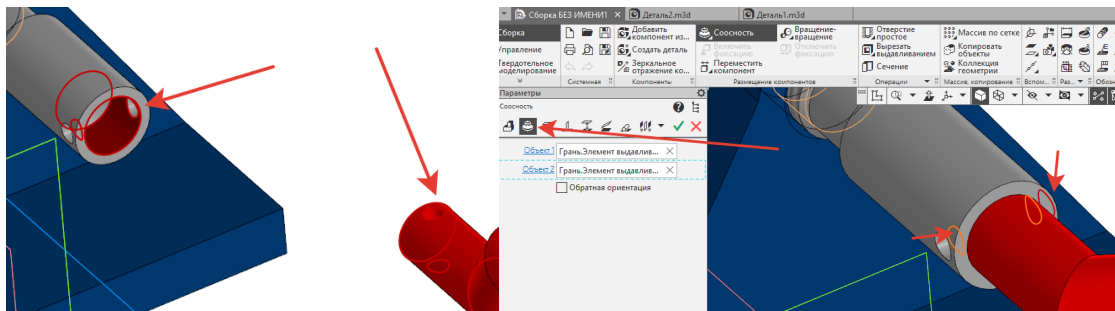 Сборка БЕЗ ИМЕНИ1 × Деталь2.m3d Деталь1.m3d
Сборка
Управление
Твердотельное
моделирование
Системная
Добавить
компонент из...
Создать деталь
Зеркальное
отражение ко...
Компоненты
Соосность
Включить
фиксацию
Переместить
компонент
Вращение-
вращение
Отключить
фиксацию
Размещение компонентов
Отверстие
простое
Вырезать
выдавливанием
Сечение
Операции
Массив по сетке
Копировать
объекты
Коллекция
геометрии
Массив, копирование
Вспом...
Раз...
Обозн
Параметры
Соосность
Объект 1 Грань.Элемент выдавлив... ×
Объект 2 Грань.Элемент выдавлив... ×
Обратная ориентация